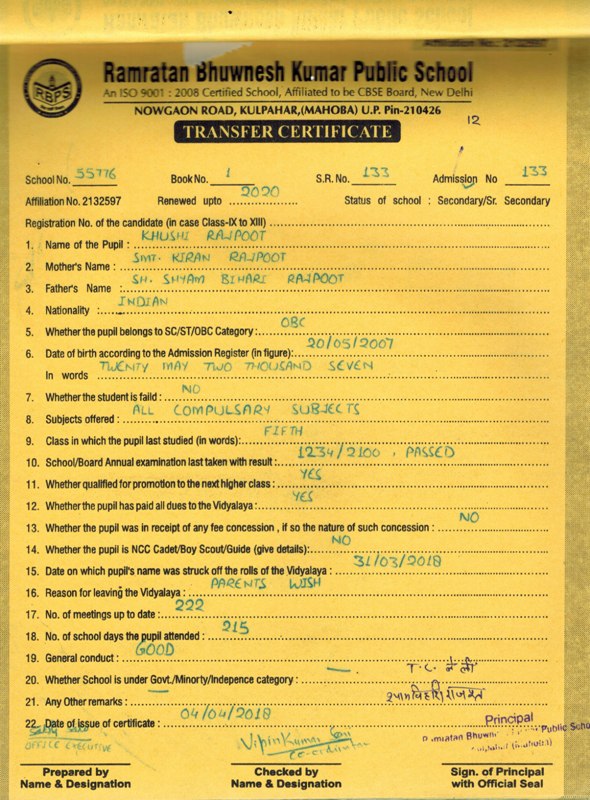 Affiliation No. 2132597
RBPS
Ramratan Bhuwnesh Kumar Public School
An ISO 9001 : 2008 Certified School, Affiliated to be CBSE Board, New Delhi
NOWGAON ROAD, KULPAHAR,(MAHOBA) U.P. Pin-210426
12
TRANSFER CERTIFICATE
School No. 55776 Book No. 1 S.R. No. 133 Admission No 133
Affiliation No. 2132597 Renewed upto 2020 Status of school : Secondary/Sr. Secondary
Registration No. of the candidate (in case Class-IX to XIII)
1. Name of the Pupil : KHUSHI RAJPOOT
2. Mother's Name : SMT. KIRAN RAJPOOT
3. Father's Name : SH. SHYAM BIHARI RAJPOOT
4. Nationality : INDIAN
5. Whether the pupil belongs to SC/ST/OBC Category : OBC
6. Date of birth according to the Admission Register (in figure): 20/05/2007
In words TWENTY MAY TWO THOUSAND SEVEN
7. Whether the student is faild : NO
8. Subjects offered : ALL COMPULSARY SUBJECTS
9. Class in which the pupil last studied (in words): FIFTH
10. School/Board Annual examination last taken with result : 1234/2100 , PASSED
11. Whether qualified for promotion to the next higher class : YES
12. Whether the pupil has paid all dues to the Vidyalaya : YES
13. Whether the pupil was in receipt of any fee concession , if so the nature of such concession : NO
14. Whether the pupil is NCC Cadet/Boy Scout/Guide (give details): NO
15. Date on which pupil's name was struck off the rolls of the Vidyalaya : 31/03/2018
16. Reason for leaving the Vidyalaya : PARENTS WISH
17. No. of meetings up to date : 222
18. No. of school days the pupil attended : 215
19. General conduct : GOOD
20. Whether School is under Govt./Minority/Indepence category : —
T.C. ले ली
21. Any Other remarks : —
श्यामबिहारी राजपूत
22. Date of issue of certificate : 04/04/2018
Principal
OFFICE EXECUTIVE
Vipin Kumar
Co-ordinator
Prepared by Checked by Sign. of Principal
Name & Designation Name & Designation with Official Seal